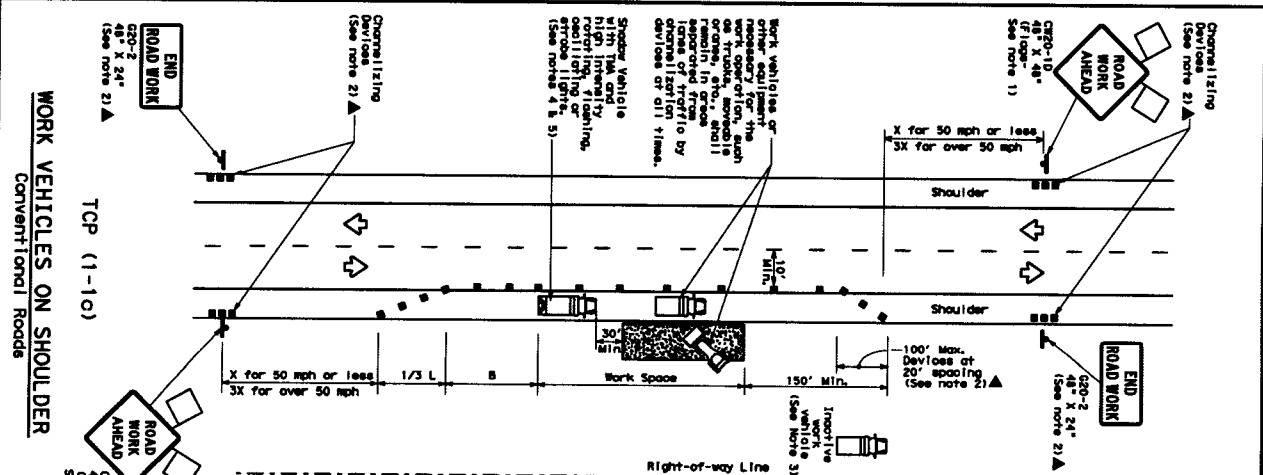 Channelizing
Devices
(See note 2)▲
ROAD
WORK
AHEAD
CW20-1D
48" X 48"
(Flags-
See note 1)
X for 50 mph or less
3X for over 50 mph
Shoulder
Shoulder
END
ROAD WORK
G20-2
48" X 24"
(See note 2)▲
Work vehicles or
other equipment
necessary for the
work operation, such
as trucks, moveable
cranes, etc., shall
remain in areas
separated from
lanes of traffic by
channelization
devices at all times.
10'
Min.
100' Max.
Devices at
20' spacing
(See note 2)▲
150' Min.
Inactive
work
vehicle
(See Note 3)
Shadow Vehicle
with TMA and
high intensity
rotating, flashing,
oscillating or
strobe lights.
(See notes 4 & 5)
30'
Min.
Work Space
B
1/3 L
X for 50 mph or less
3X for over 50 mph
Right-of-way Line
Channelizing
Devices
(See note 2)▲
END
ROAD WORK
G20-2
48" X 24"
(See note 2)▲
ROAD
WORK
AHEAD
TCP (1-1c)
WORK VEHICLES ON SHOULDER
Conventional Roads